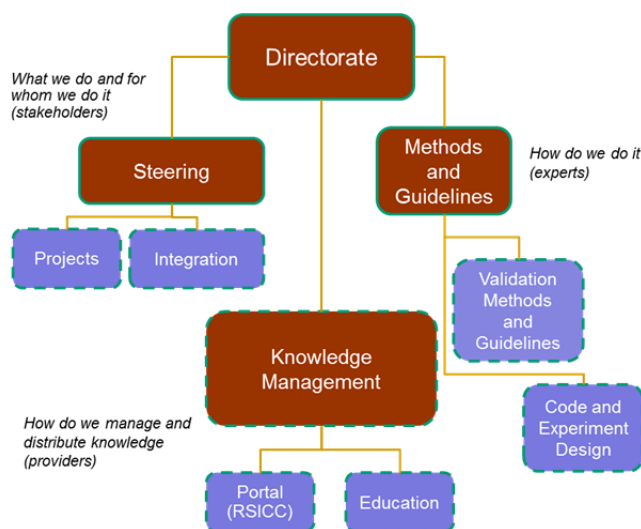 Directorate
What we do and for
whom we do it
(stakeholders)
Steering
Methods
and
Guidelines
How do we do it
(experts)
Projects
Integration
Validation
Methods
and
Guidelines
Knowledge
Management
Code and
Experiment
Design
How do we manage and
distribute knowledge
(providers)
Portal
(RSICC)
Education